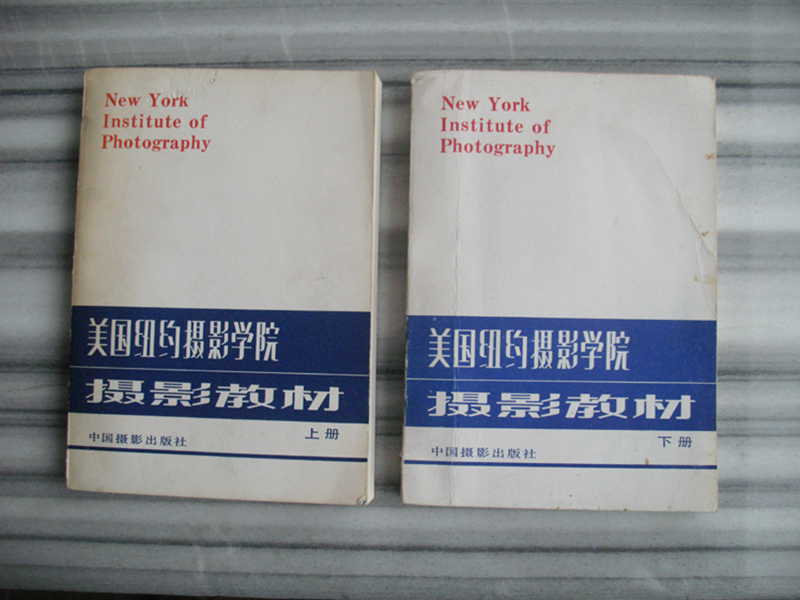 New York
Institute of
Photography
美国纽约摄影学院
摄影教材
上册
中国摄影出版社
New York
Institute of
Photography
美国纽约摄影学院
摄影教材
下册
中国摄影出版社